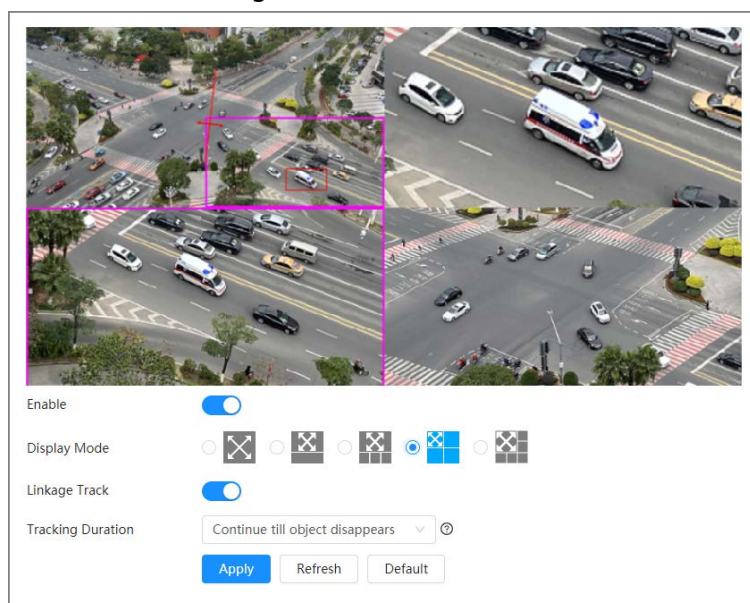 Enable
Display Mode
Linkage Track
Tracking Duration
Continue till object disappears
Apply
Refresh
Default